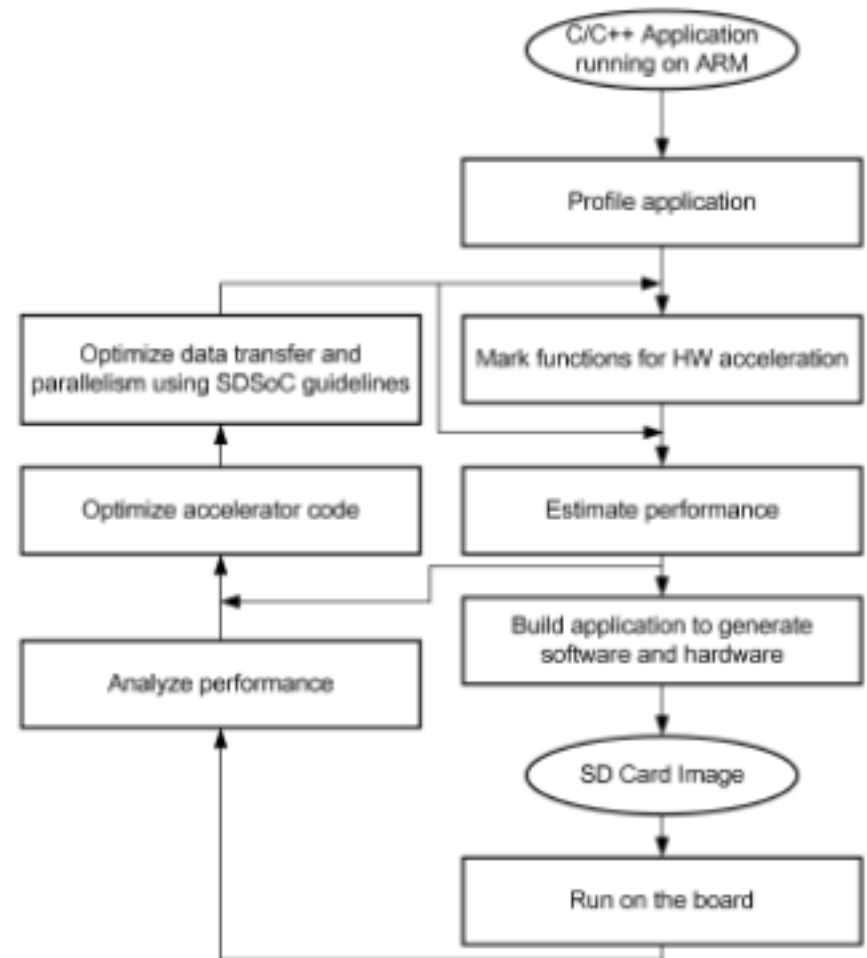 C/C++ Application
running on ARM
Profile application
Mark functions for HW acceleration
Estimate performance
Build application to generate
software and hardware
SD Card Image
Run on the board
Analyze performance
Optimize accelerator code
Optimize data transfer and
parallelism using SDSoC guidelines